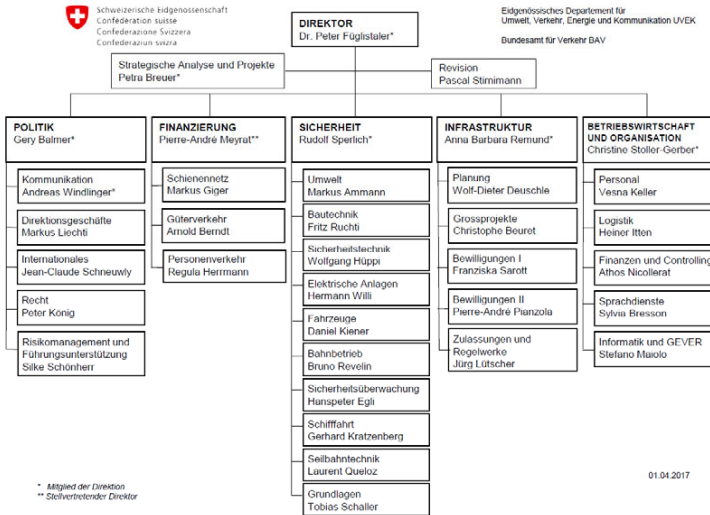 Schweizerische Eidgenossenschaft
Confédération suisse
Confederazione Svizzera
Confederaziun svizra
Eidgenössisches Departement für
Umwelt, Verkehr, Energie und Kommunikation UVEK
Bundesamt für Verkehr BAV
DIREKTOR
Dr. Peter Füglistaler*
Strategische Analyse und Projekte
Petra Breuer*
Revision
Pascal Stirnimann
POLITIK
Gery Balmer*
Kommunikation
Andreas Windlinger*
Direktionsgeschäfte
Markus Liechti
Internationales
Jean-Claude Schneuwly
Recht
Peter König
Risikomanagement und
Führungsunterstützung
Silke Schönherr
FINANZIERUNG
Pierre-André Meyrat**
Schienennetz
Markus Giger
Güterverkehr
Arnold Berndt
Personenverkehr
Regula Herrmann
SICHERHEIT
Rudolf Sperlich*
Umwelt
Markus Ammann
Bautechnik
Fritz Ruchti
Sicherheitstechnik
Wolfgang Hüppi
Elektrische Anlagen
Hermann Willi
Fahrzeuge
Daniel Kiener
Bahnbetrieb
Bruno Revelin
Sicherheitsüberwachung
Hanspeter Egli
Schifffahrt
Gerhard Kratzenberg
Seilbahntechnik
Laurent Queloz
Grundlagen
Tobias Schaller
INFRASTRUKTUR
Anna Barbara Remund*
Planung
Wolf-Dieter Deuschle
Grossprojekte
Christophe Beuret
Bewilligungen I
Franziska Sarott
Bewilligungen II
Pierre-André Pianzola
Zulassungen und
Regelwerke
Jürg Lütscher
BETRIEBSWIRTSCHAFT
UND ORGANISATION
Christine Stoller-Gerber*
Personal
Vesna Keller
Logistik
Heiner Itten
Finanzen und Controlling
Athos Nicollerat
Sprachdienste
Sylvia Bresson
Informatik und GEVER
Stefano Maiolo
* Mitglied der Direktion
** Stellvertretender Direktor
01.04.2017